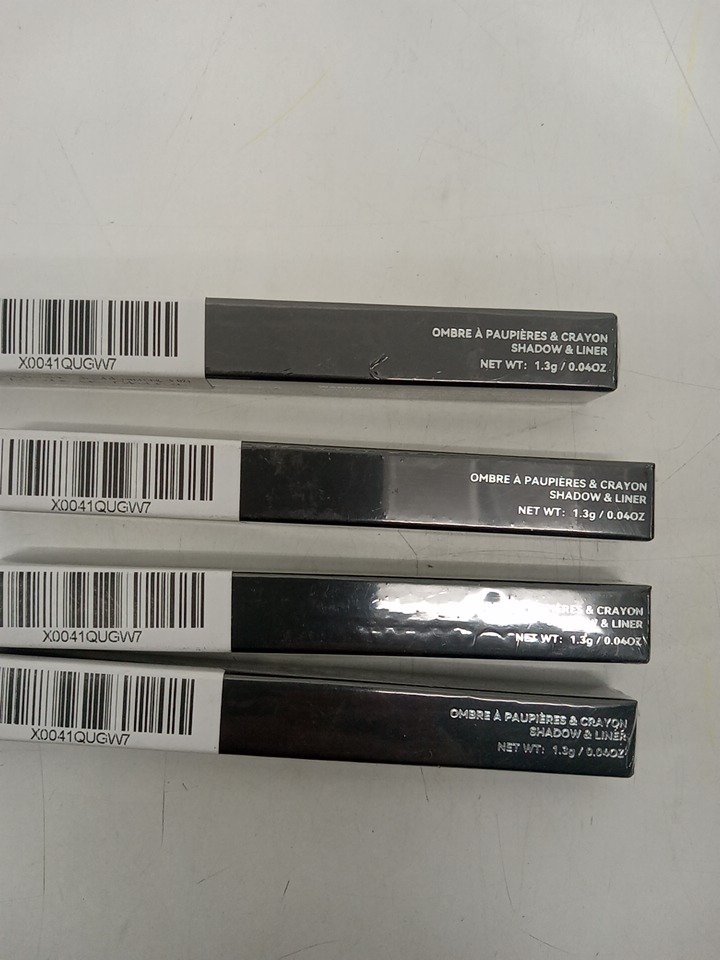 X0041QUGW7
OMBRE À PAUPIÈRES & CRAYON
SHADOW & LINER
NET WT: 1.3g / 0.04OZ
X0041QUGW7
OMBRE À PAUPIÈRES & CRAYON
SHADOW & LINER
NET WT: 1.3g / 0.04OZ
X0041QUGW7
& CRAYON
& LINER
NET WT: 1.3g / 0.04OZ
X0041QUGW7
OMBRE À PAUPIÈRES & CRAYON
SHADOW & LINER
NET WT: 1.3g / 0.04OZ